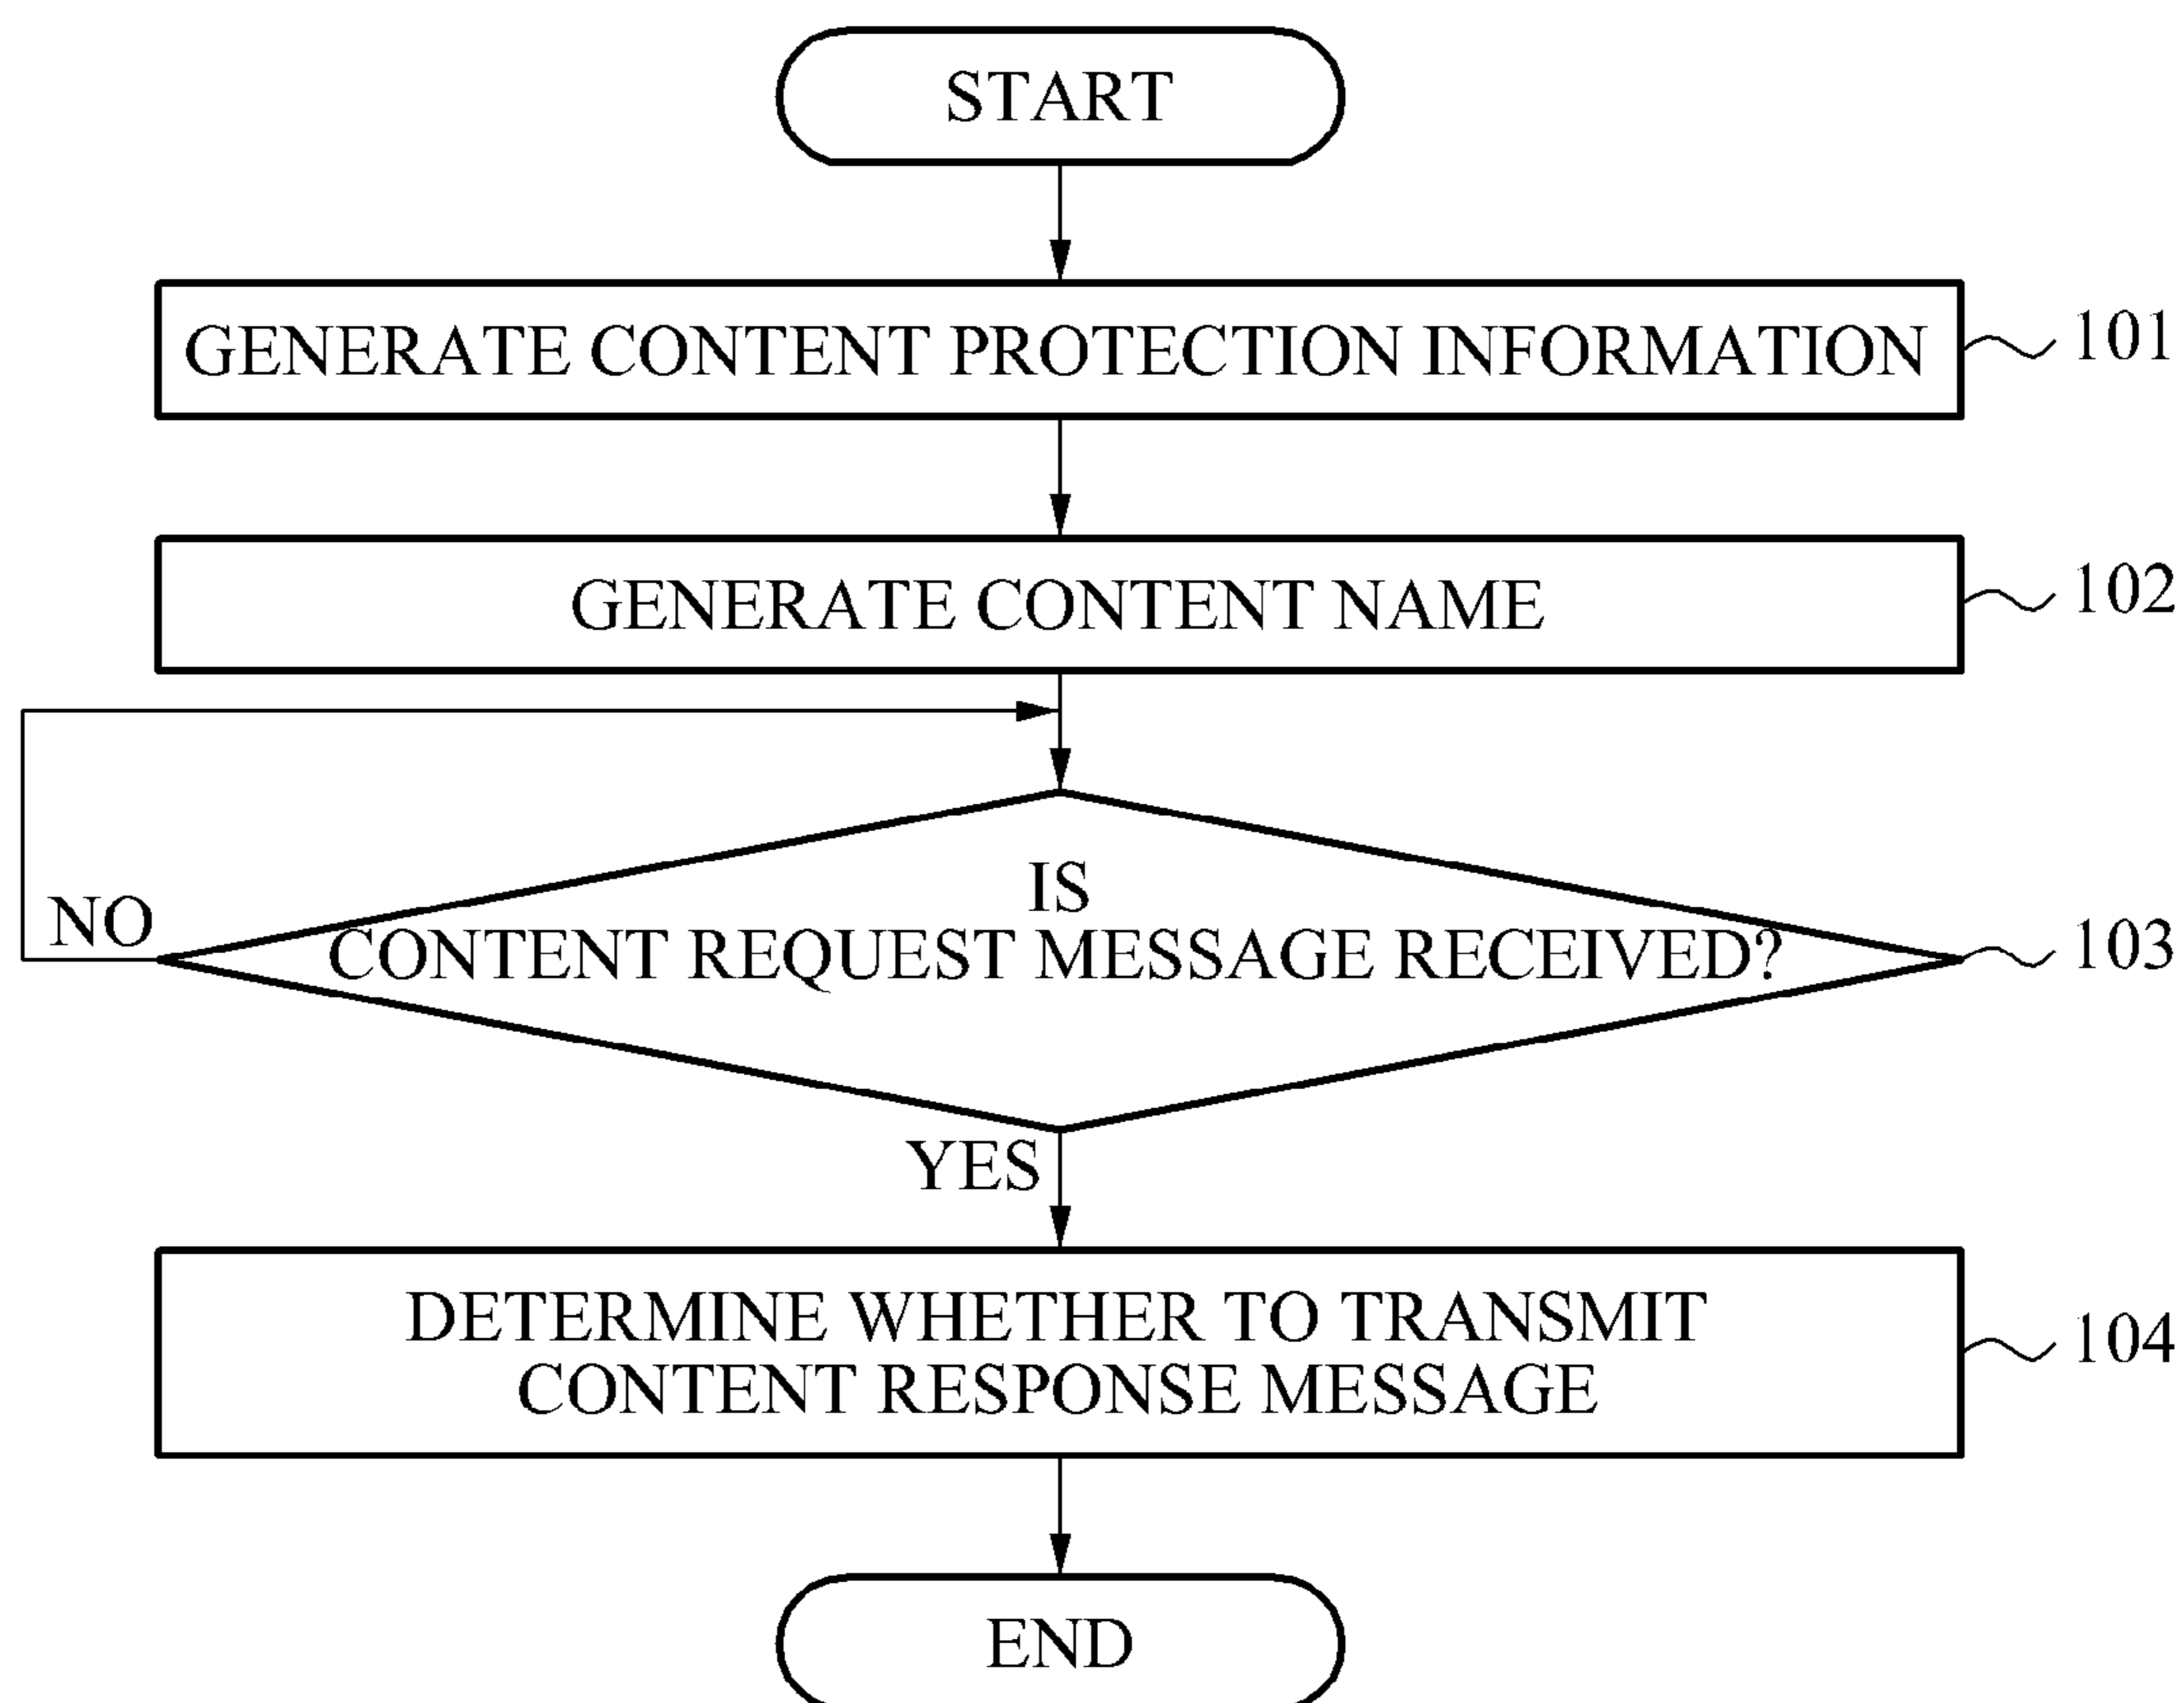 START
GENERATE CONTENT PROTECTION INFORMATION
101
GENERATE CONTENT NAME
102
IS
CONTENT REQUEST MESSAGE RECEIVED?
103
NO
YES
DETERMINE WHETHER TO TRANSMIT
CONTENT RESPONSE MESSAGE
104
END